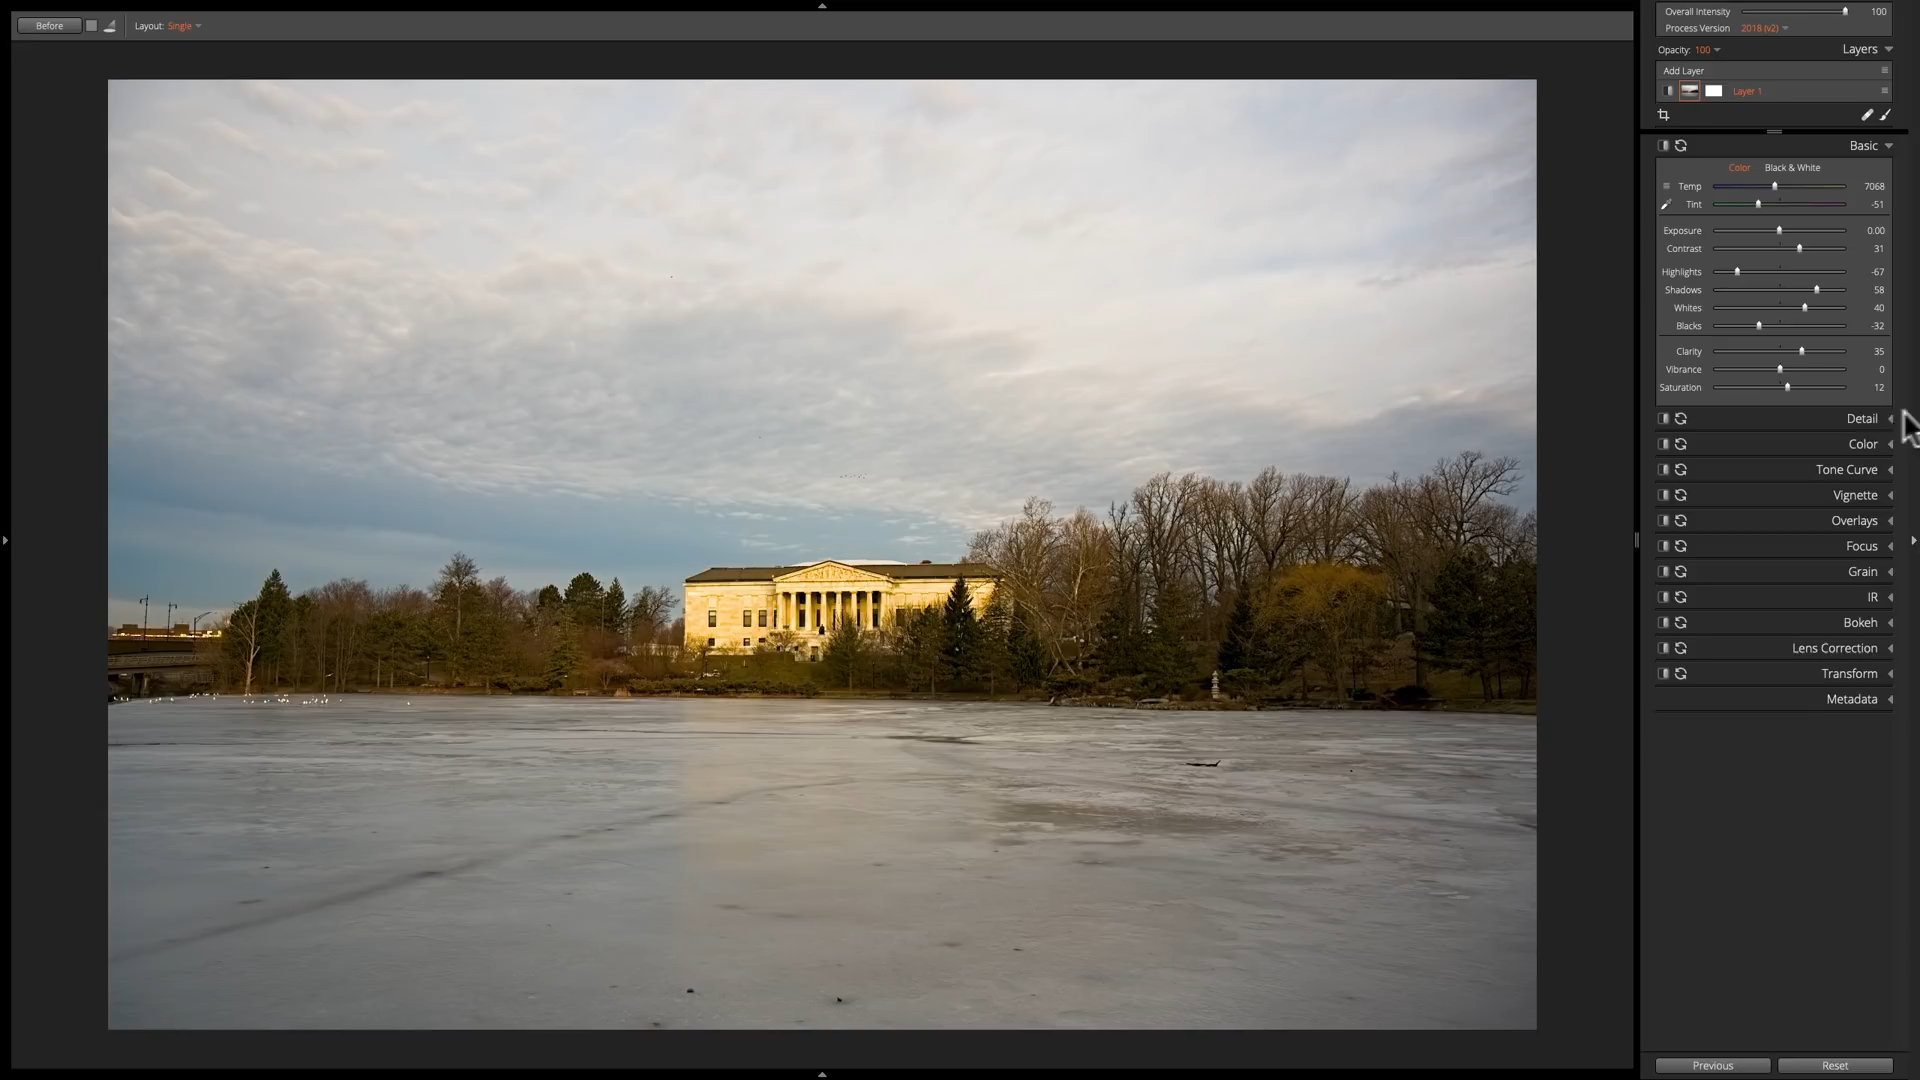 Before
Layout: Single
Overall Intensity 100
Process Version 2018 (v2)
Opacity: 100 Layers
Add Layer
Layer 1
Basic
Color Black & White
Temp 7068
Tint -51
Exposure 0.00
Contrast 31
Highlights -67
Shadows 58
Whites 40
Blacks -32
Clarity 35
Vibrance 0
Saturation 12
Detail
Color
Tone Curve
Vignette
Overlays
Focus
Grain
IR
Bokeh
Lens Correction
Transform
Metadata
Previous Reset